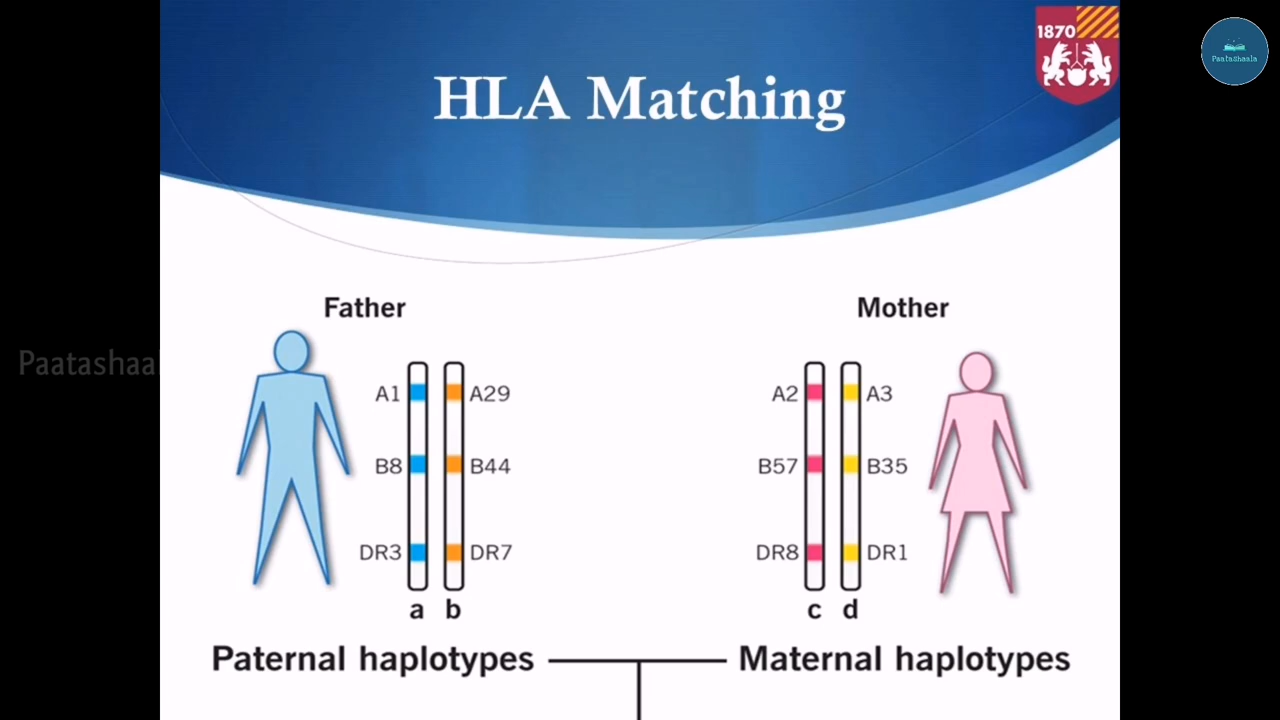 1870
HLA Matching
Paatashaala
Father
Mother
A1
A29
A2
A3
Paatashaa
B8
B44
B57
B35
DR3
DR7
DR8
DR1
a b
c d
Paternal haplotypes
Maternal haplotypes